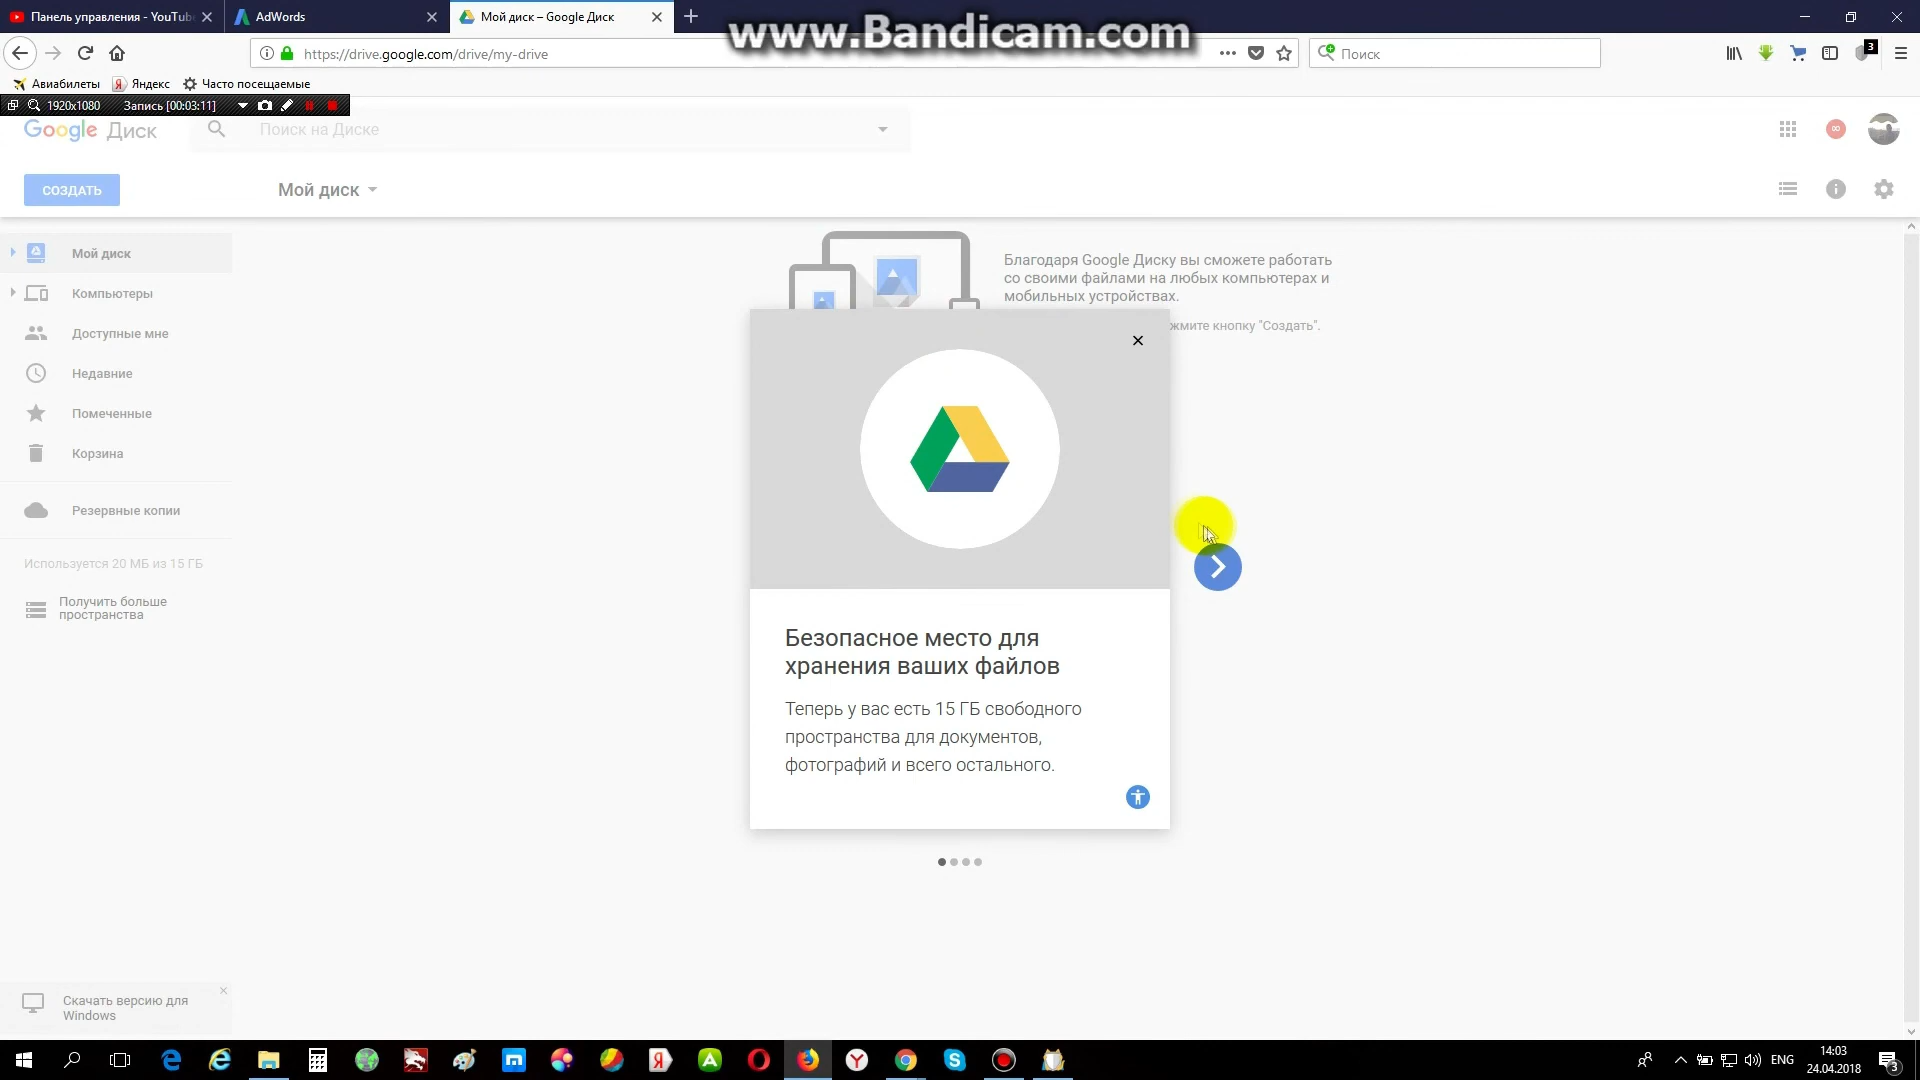 Панель управления - YouTub
AdWords
Мой диск – Google Диск
www.Bandicam.com
https://drive.google.com/drive/my-drive
Поиск
3
Авиабилеты
Яндекс
Часто посещаемые
1920x1080
Запись [00:03:11]
Google Диск
Поиск на Диске
СОЗДАТЬ
Мой диск
Мой диск
Компьютеры
Доступные мне
Недавние
Помеченные
Корзина
Резервные копии
Используется 20 МБ из 15 ГБ
Получить больше
пространства
Благодаря Google Диску вы сможете работать
со своими файлами на любых компьютерах и
мобильных устройствах.
жмите кнопку "Создать".
Безопасное место для
хранения ваших файлов
Теперь у вас есть 15 ГБ свободного
пространства для документов,
фотографий и всего остального.
Скачать версию для
Windows
ENG
14:03
24.04.2018
3